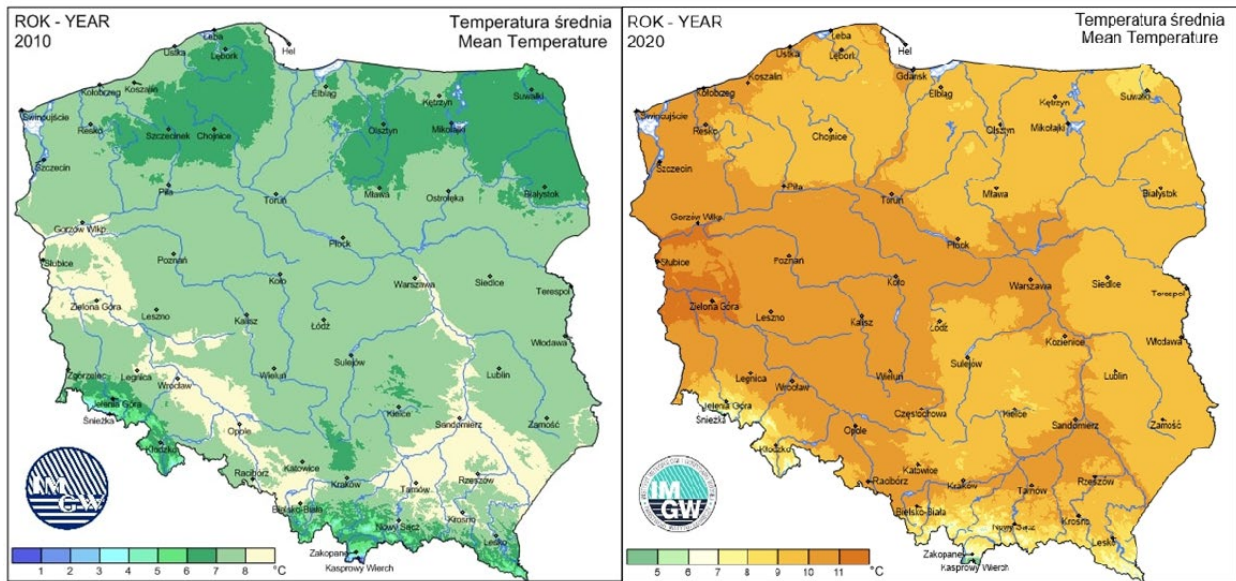 ROK - YEAR
2010
Temperatura średnia
Mean Temperature
Łeba
Hel
Ustka
Lębork
Koszalin
Kołobrzeg
Elbląg
Kętrzyn
Suwałki
Świnoujście
Resko
Szczecinek
Chojnice
Olsztyn
Mikołajki
Szczecin
Piła
Toruń
Mława
Ostrołęka
Białystok
Gorzów Wlkp.
Płock
Słubice
Poznań
Koło
Warszawa
Siedlce
Terespol
Zielona Góra
Leszno
Kalisz
Łódź
Sulejów
Włodawa
Zgorzelec
Legnica
Wrocław
Wieluń
Lublin
Jelenia Góra
Śnieżka
Kielce
Sandomierz
Zamość
Opole
Kłodzko
Racibórz
Katowice
Kraków
Tarnów
Rzeszów
Bielsko-Biała
Nowy Sącz
Krosno
Lesko
Zakopane
Kasprowy Wierch
IM
GW
1 2 3 4 5 6 7 8 °C
ROK - YEAR
2020
Temperatura średnia
Mean Temperature
Łeba
Hel
Ustka
Lębork
Koszalin
Gdańsk
Kołobrzeg
Elbląg
Kętrzyn
Suwałki
Świnoujście
Resko
Chojnice
Olsztyn
Mikołajki
Szczecin
Piła
Toruń
Mława
Białystok
Gorzów Wlkp.
Płock
Słubice
Poznań
Koło
Warszawa
Siedlce
Terespol
Zielona Góra
Leszno
Kalisz
Łódź
Sulejów
Kozienice
Włodawa
Legnica
Wrocław
Wieluń
Lublin
Jelenia Góra
Śnieżka
Częstochowa
Kielce
Sandomierz
Zamość
Opole
Kłodzko
Racibórz
Katowice
Kraków
Tarnów
Rzeszów
Bielsko-Biała
Nowy Sącz
Krosno
Lesko
Zakopane
Kasprowy Wierch
IM
GW
5 6 7 8 9 10 11 °C